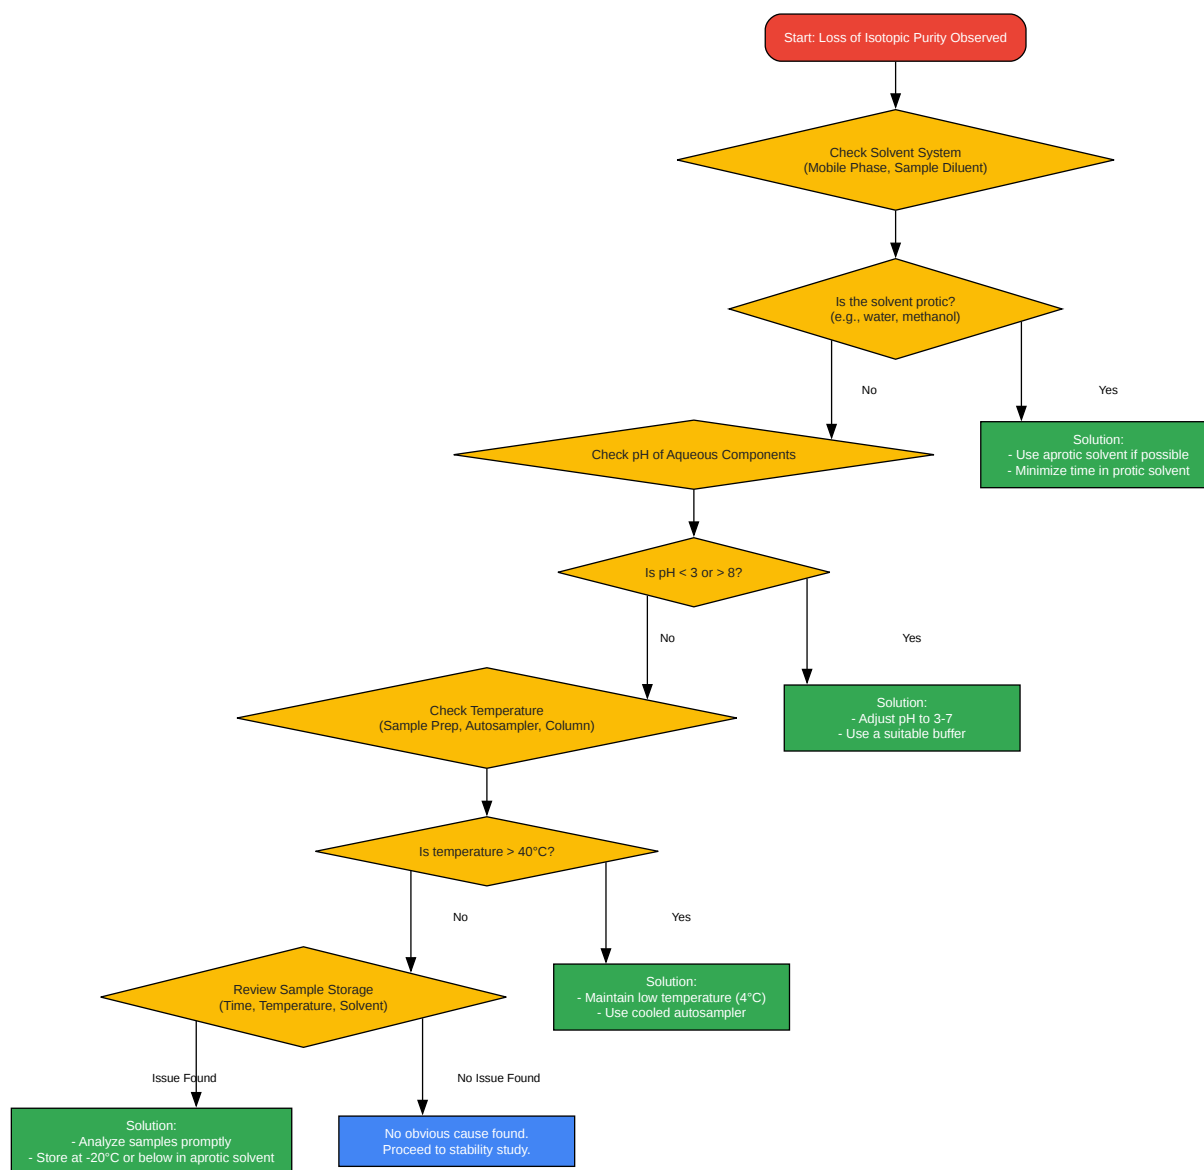 Start: Loss of Isotopic Purity Observed
Check Solvent System
(Mobile Phase, Sample Diluent)
Is the solvent protic?
(e.g., water, methanol)
No
Yes
Check pH of Aqueous Components
Solution:
- Use aprotic solvent if possible
- Minimize time in protic solvent
Is pH < 3 or > 8?
No
Yes
Check Temperature
(Sample Prep, Autosampler, Column)
Solution:
- Adjust pH to 3-7
- Use a suitable buffer
Is temperature > 40°C?
No
Yes
Review Sample Storage
(Time, Temperature, Solvent)
Solution:
- Maintain low temperature (4°C)
- Use cooled autosampler
Issue Found
No Issue Found
Solution:
- Analyze samples promptly
- Store at -20°C or below in aprotic solvent
No obvious cause found.
Proceed to stability study.